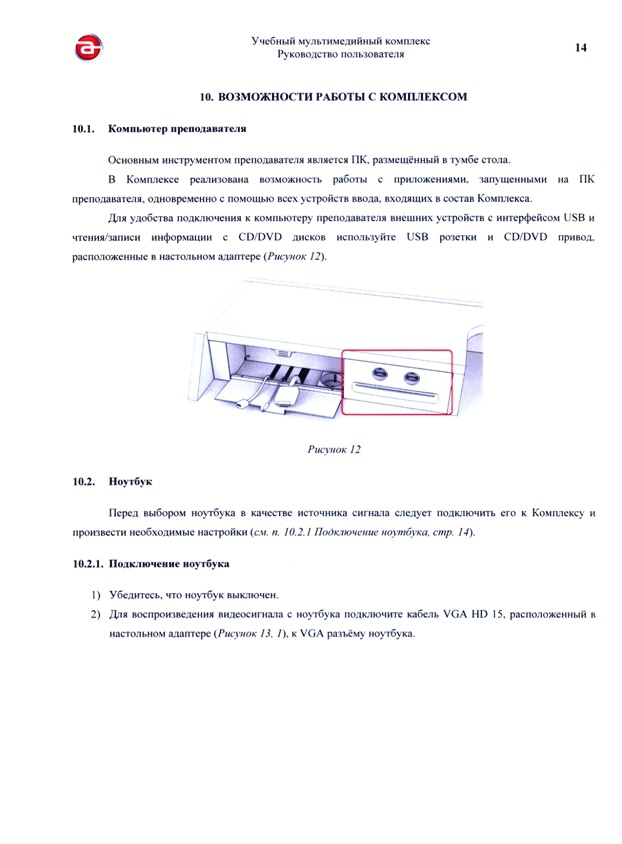 Учебный мультимедийный комплекс
Руководство пользователя
14
10. ВОЗМОЖНОСТИ РАБОТЫ С КОМПЛЕКСОМ
10.1. Компьютер преподавателя
Основным инструментом преподавателя является ПК, размещённый в тумбе стола.
В Комплексе реализована возможность работы с приложениями, запущенными на ПК
преподавателя, одновременно с помощью всех устройств ввода, входящих в состав Комплекса.
Для удобства подключения к компьютеру преподавателя внешних устройств с интерфейсом USB и
чтения/записи информации с CD/DVD дисков используйте USB розетки и CD/DVD привод,
расположенные в настольном адаптере (Рисунок 12).
Рисунок 12
10.2. Ноутбук
Перед выбором ноутбука в качестве источника сигнала следует подключить его к Комплексу и
произвести необходимые настройки (см. п. 10.2.1 Подключение ноутбука, стр. 14).
10.2.1. Подключение ноутбука
1) Убедитесь, что ноутбук выключен.
2) Для воспроизведения видеосигнала с ноутбука подключите кабель VGA HD 15, расположенный в
настольном адаптере (Рисунок 13, 1), к VGA разъёму ноутбука.